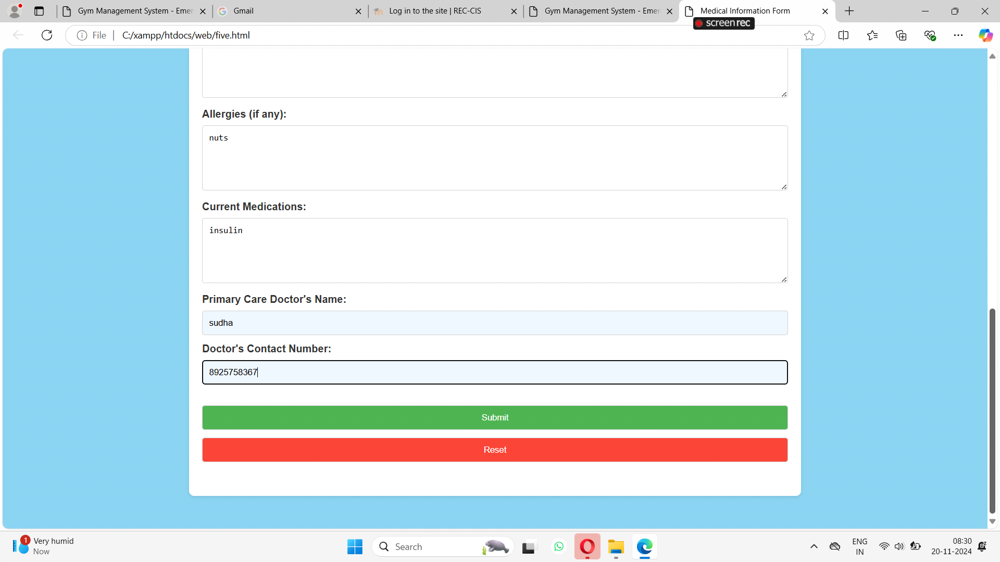 Gym Management System - Emer
Gmail
Log in to the site | REC-CIS
Gym Management System - Emer
Medical Information Form
screenrec
File
C:/xampp/htdocs/web/five.html
Allergies (if any):
nuts
Current Medications:
insulin
Primary Care Doctor's Name:
sudha
Doctor's Contact Number:
8925758367
Submit
Reset
1
Very humid
Now
Search
ENG
IN
08:30
20-11-2024